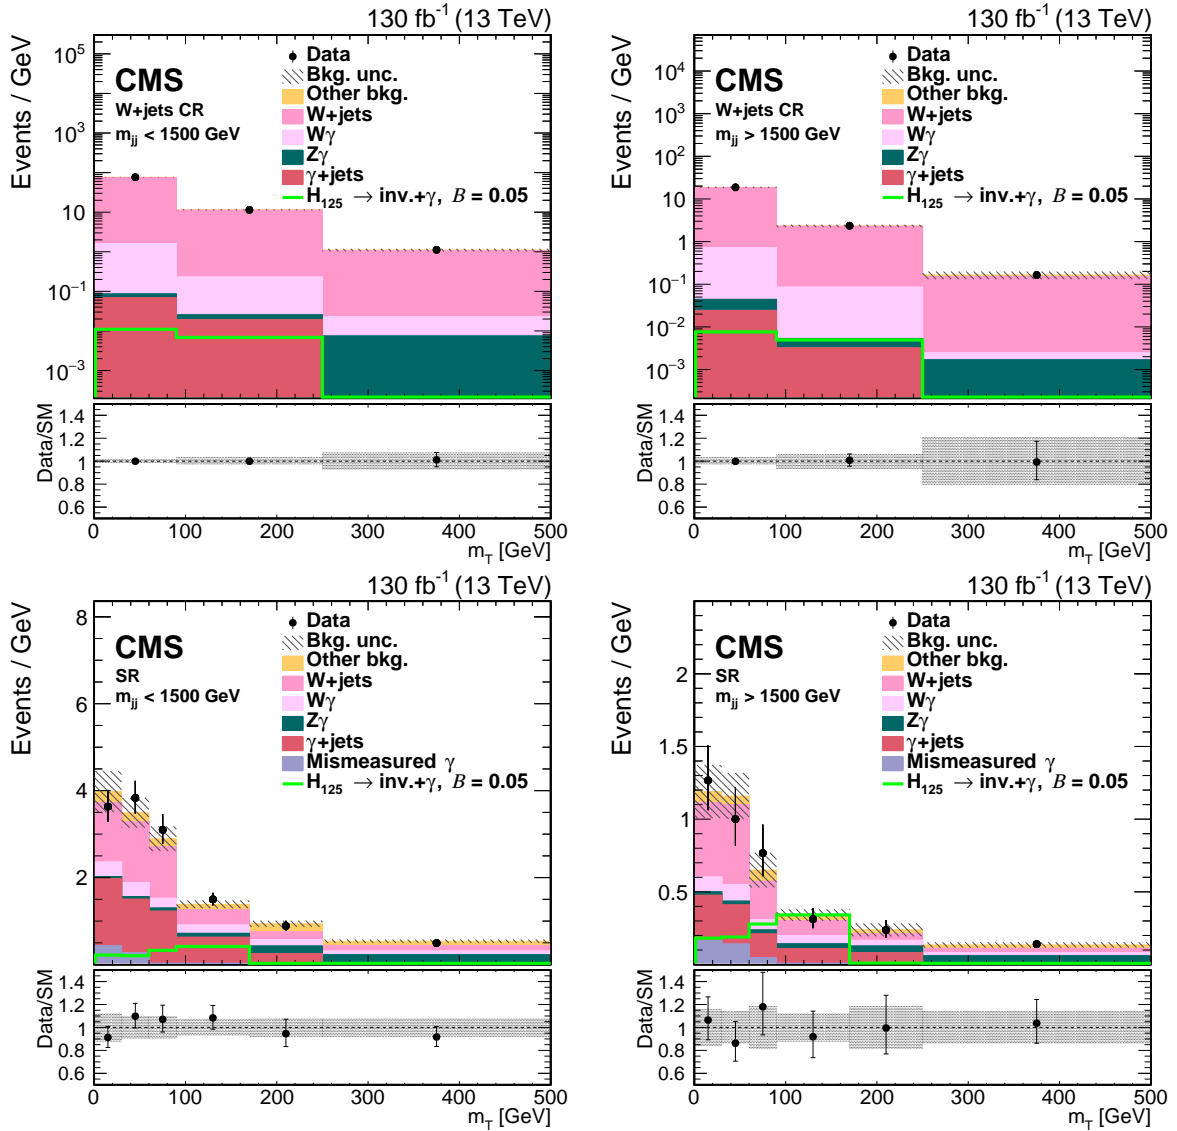 130 fb⁻¹ (13 TeV)
Events / GeV
10⁵
10³
10
10⁻¹
10⁻³
CMS
W+jets CR
m_jj < 1500 GeV
Data
Bkg. unc.
Other bkg.
W+jets
Wγ
Zγ
γ+jets
H₁₂₅ → inv.+γ, B = 0.05
Data/SM
1.4
1.2
1
0.8
0.6
0 100 200 300 400 500
m_T [GeV]
130 fb⁻¹ (13 TeV)
Events / GeV
10⁴
10³
10²
10
1
10⁻¹
10⁻²
10⁻³
CMS
W+jets CR
m_jj > 1500 GeV
Data
Bkg. unc.
Other bkg.
W+jets
Wγ
Zγ
γ+jets
H₁₂₅ → inv.+γ, B = 0.05
Data/SM
1.4
1.2
1
0.8
0.6
0 100 200 300 400 500
m_T [GeV]
130 fb⁻¹ (13 TeV)
Events / GeV
8
6
4
2
CMS
SR
m_jj < 1500 GeV
Data
Bkg. unc.
Other bkg.
W+jets
Wγ
Zγ
γ+jets
Mismeasured γ
H₁₂₅ → inv.+γ, B = 0.05
Data/SM
1.4
1.2
1
0.8
0.6
0 100 200 300 400 500
m_T [GeV]
130 fb⁻¹ (13 TeV)
Events / GeV
2
1.5
1
0.5
CMS
SR
m_jj > 1500 GeV
Data
Bkg. unc.
Other bkg.
W+jets
Wγ
Zγ
γ+jets
Mismeasured γ
H₁₂₅ → inv.+γ, B = 0.05
Data/SM
1.4
1.2
1
0.8
0.6
0 100 200 300 400 500
m_T [GeV]